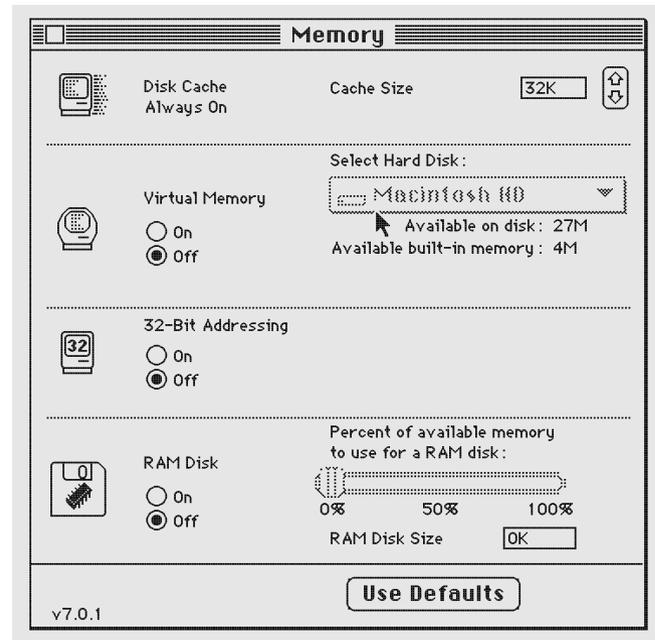 Memory
Disk Cache
Always On
Cache Size
32K
Select Hard Disk:
Macintosh HD
Virtual Memory
On
Off
Available on disk: 27M
Available built-in memory: 4M
32-Bit Addressing
32
On
Off
Percent of available memory
to use for a RAM disk:
RAM Disk
On
Off
0% 50% 100%
RAM Disk Size
0K
Use Defaults
v7.0.1